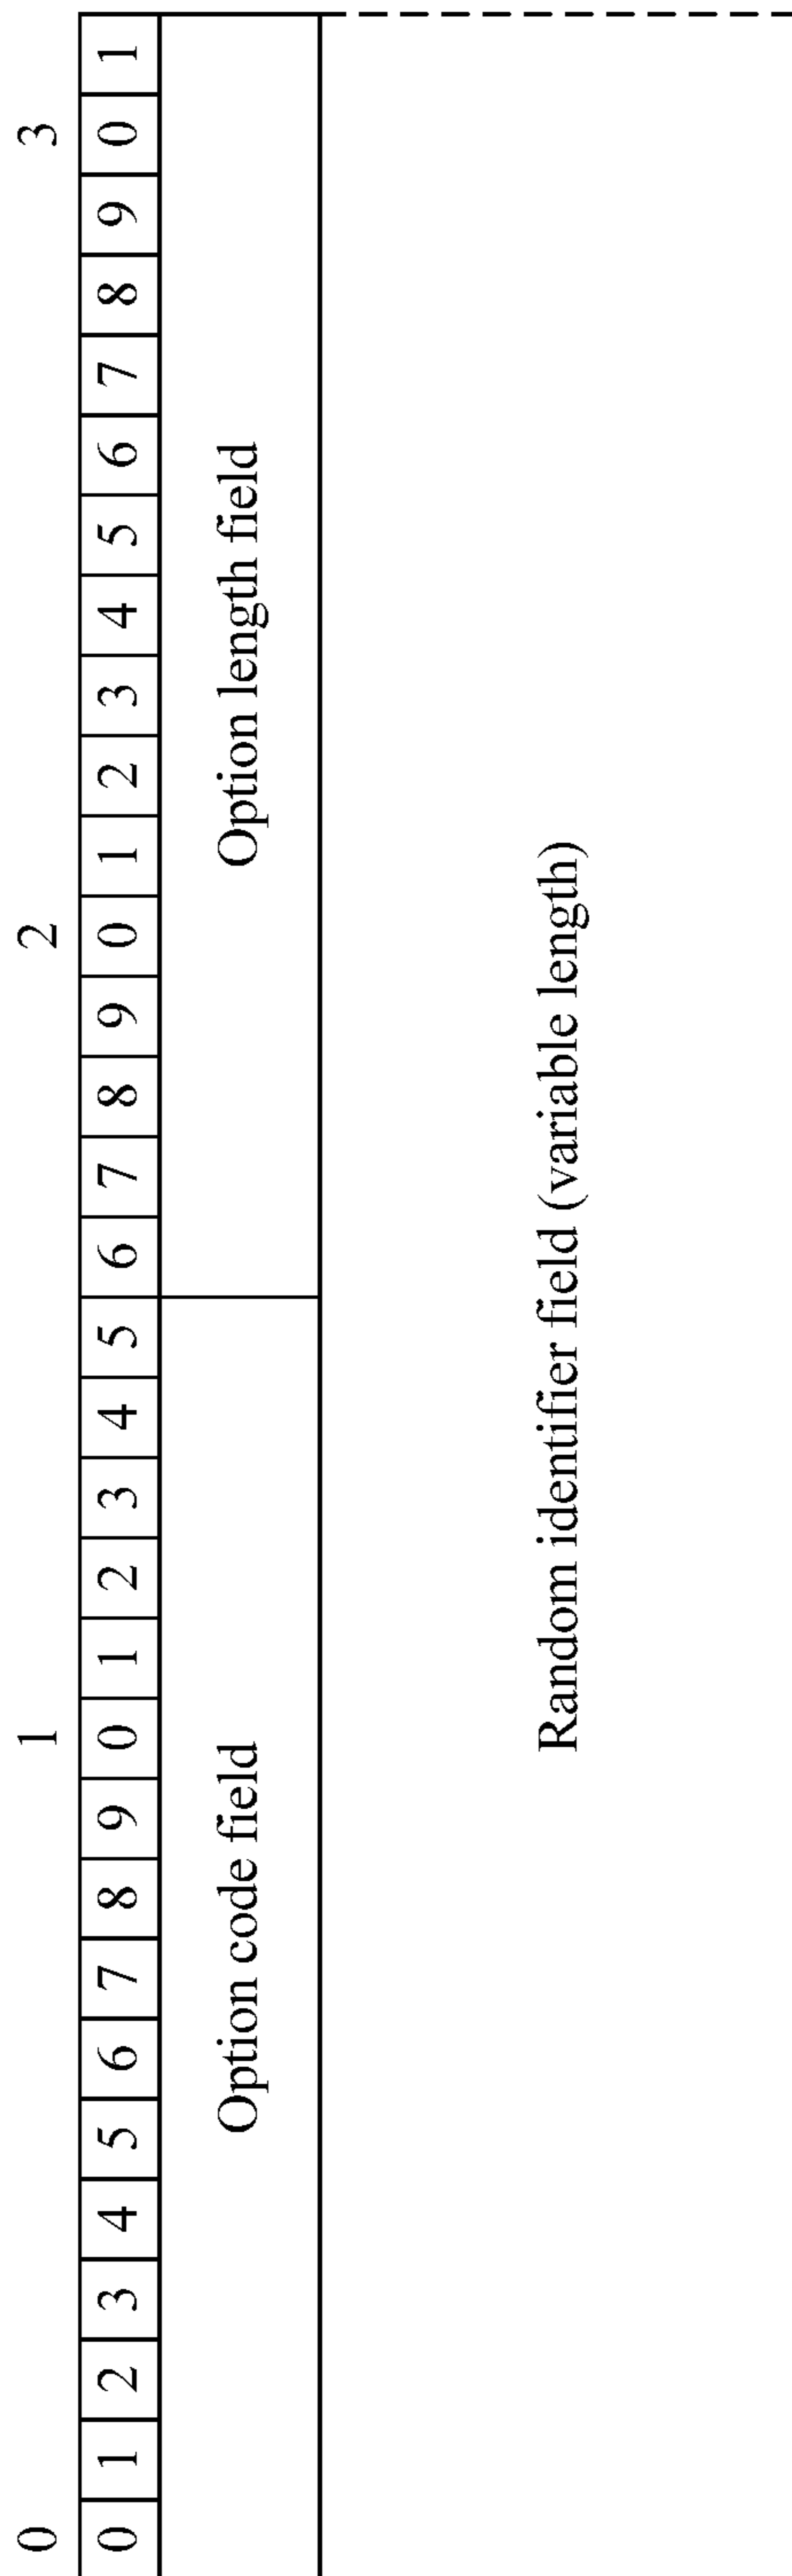 0 1 2 3
0 1 2 3 4 5 6 7 8 9 0 1 2 3 4 5 6 7 8 9 0 1 2 3 4 5 6 7 8 9 0 1
Option code field Option length field
Random identifier field (variable length)